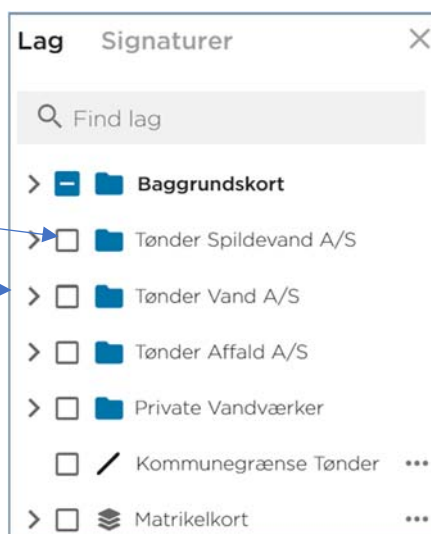 Lag Signaturer
Find lag
Baggrundskort
Tønder Spildevand A/S
Tønder Vand A/S
Tønder Affald A/S
Private Vandværker
Kommunegrænse Tønder
Matrikelkort